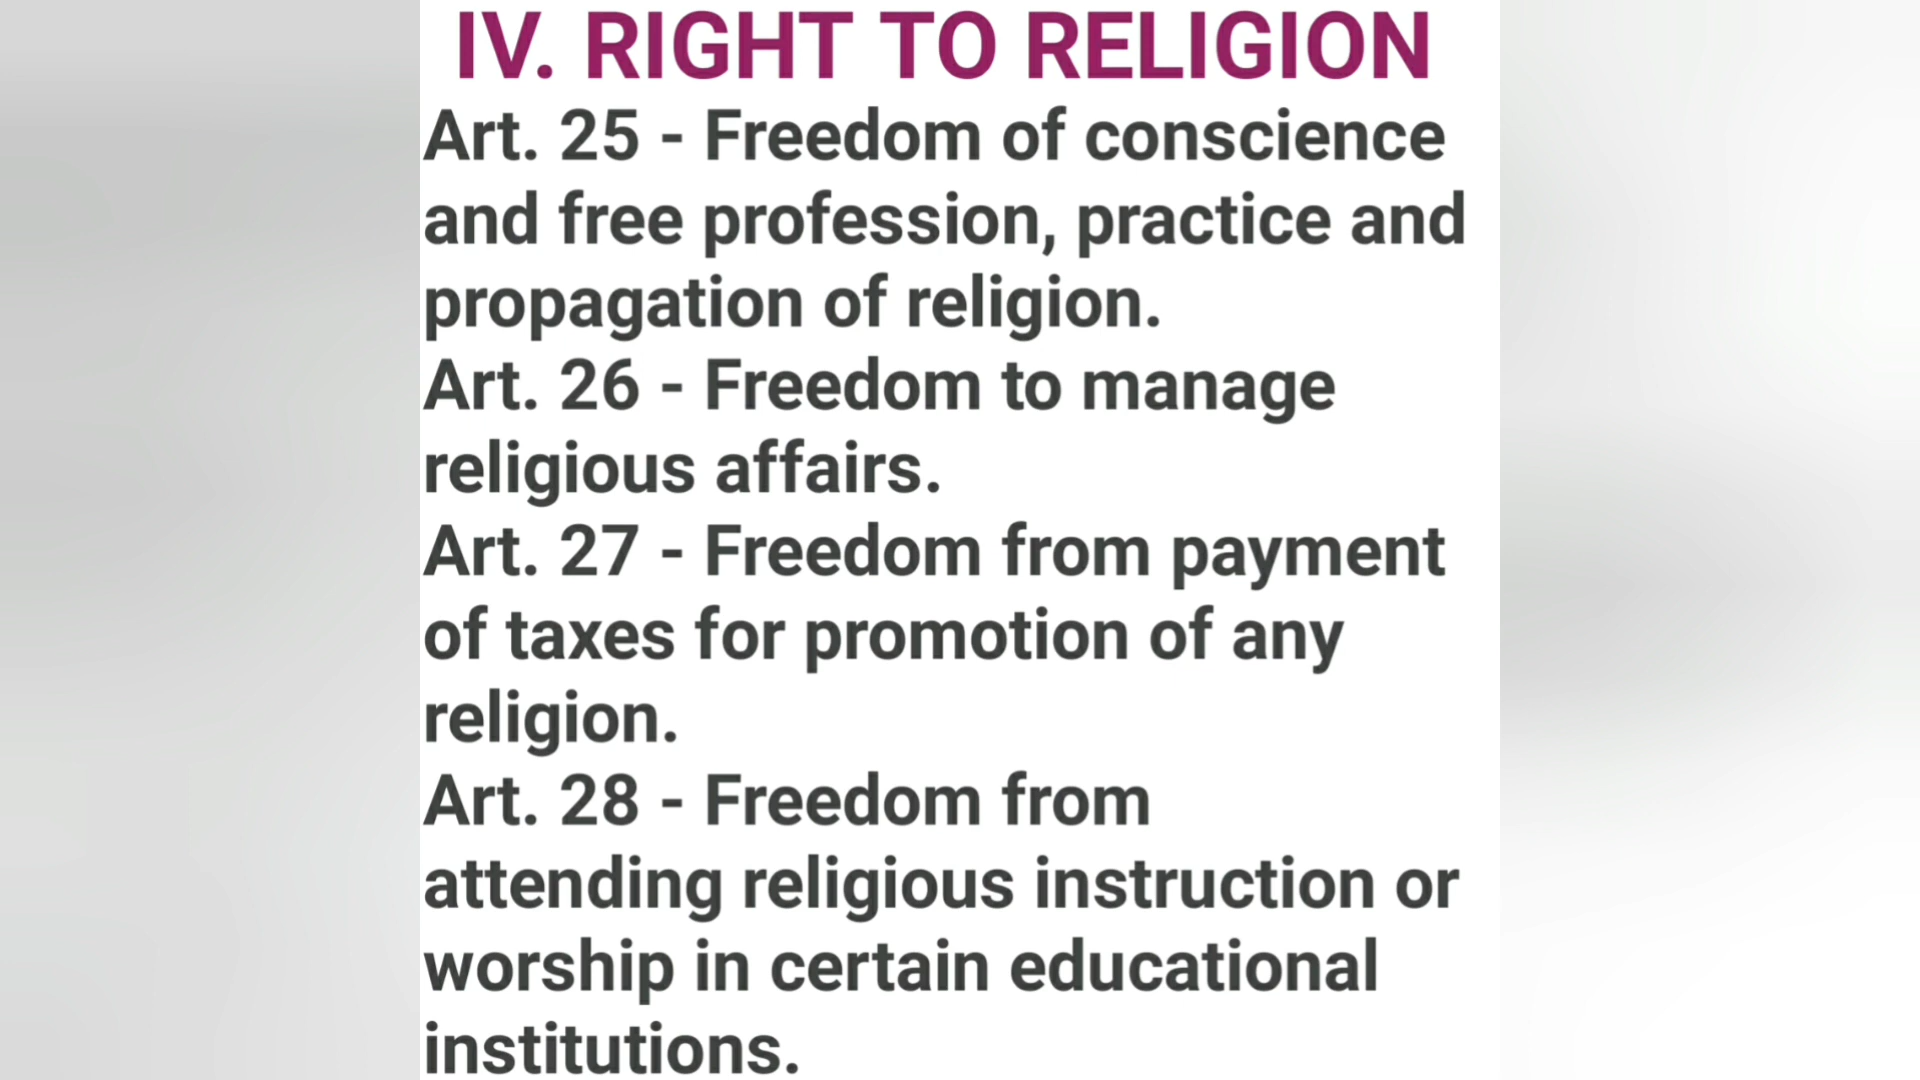 IV. RIGHT TO RELIGION
Art. 25 - Freedom of conscience
and free profession, practice and
propagation of religion.
Art. 26 - Freedom to manage
religious affairs.
Art. 27 - Freedom from payment
of taxes for promotion of any
religion.
Art. 28 - Freedom from
attending religious instruction or
worship in certain educational
institutions.